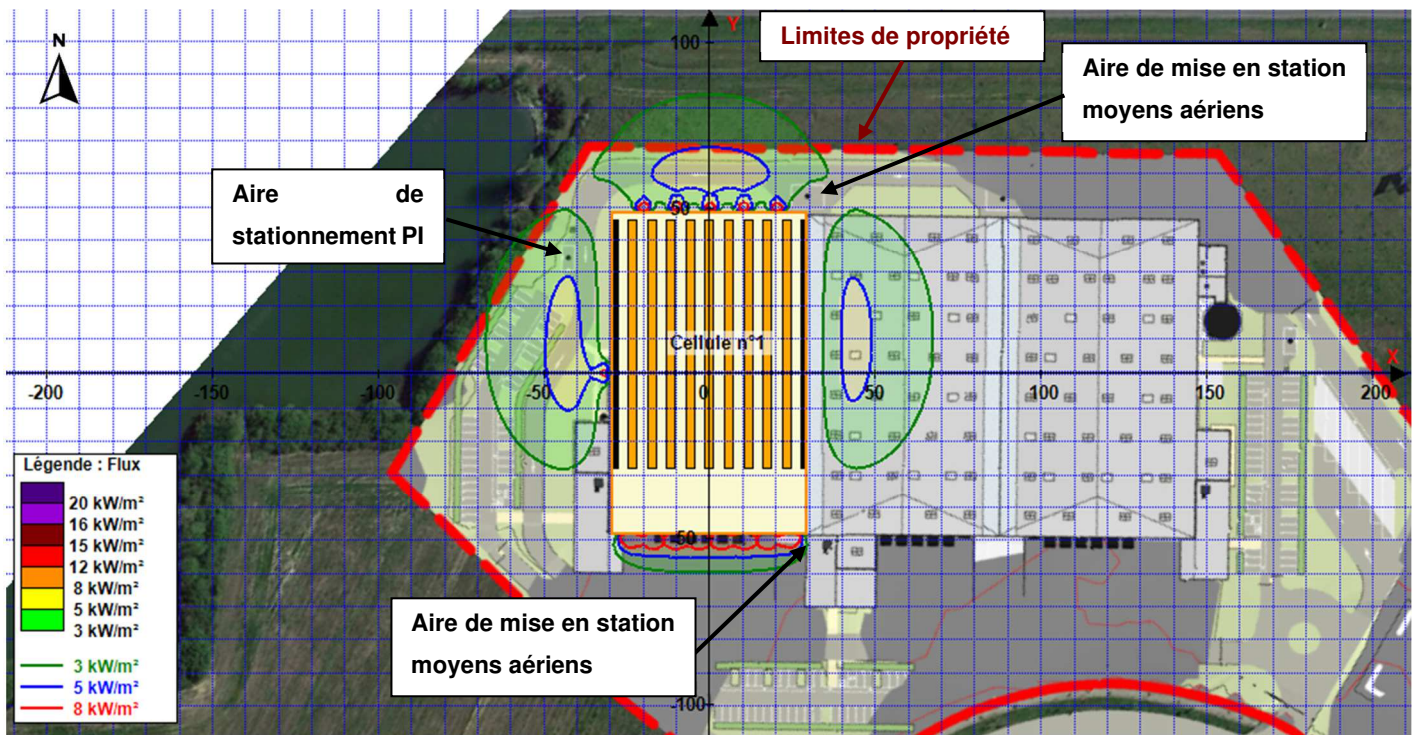 N
Y
100
Limites de propriété
Aire de mise en station
moyens aériens
Aire de
stationnement PI
50
Cellule n°1
X
-200
-150
-100
-50
0
50
100
150
200
-50
-100
Aire de mise en station
moyens aériens
Légende : Flux
20 kW/m²
16 kW/m²
15 kW/m²
12 kW/m²
8 kW/m²
5 kW/m²
3 kW/m²
3 kW/m²
5 kW/m²
8 kW/m²